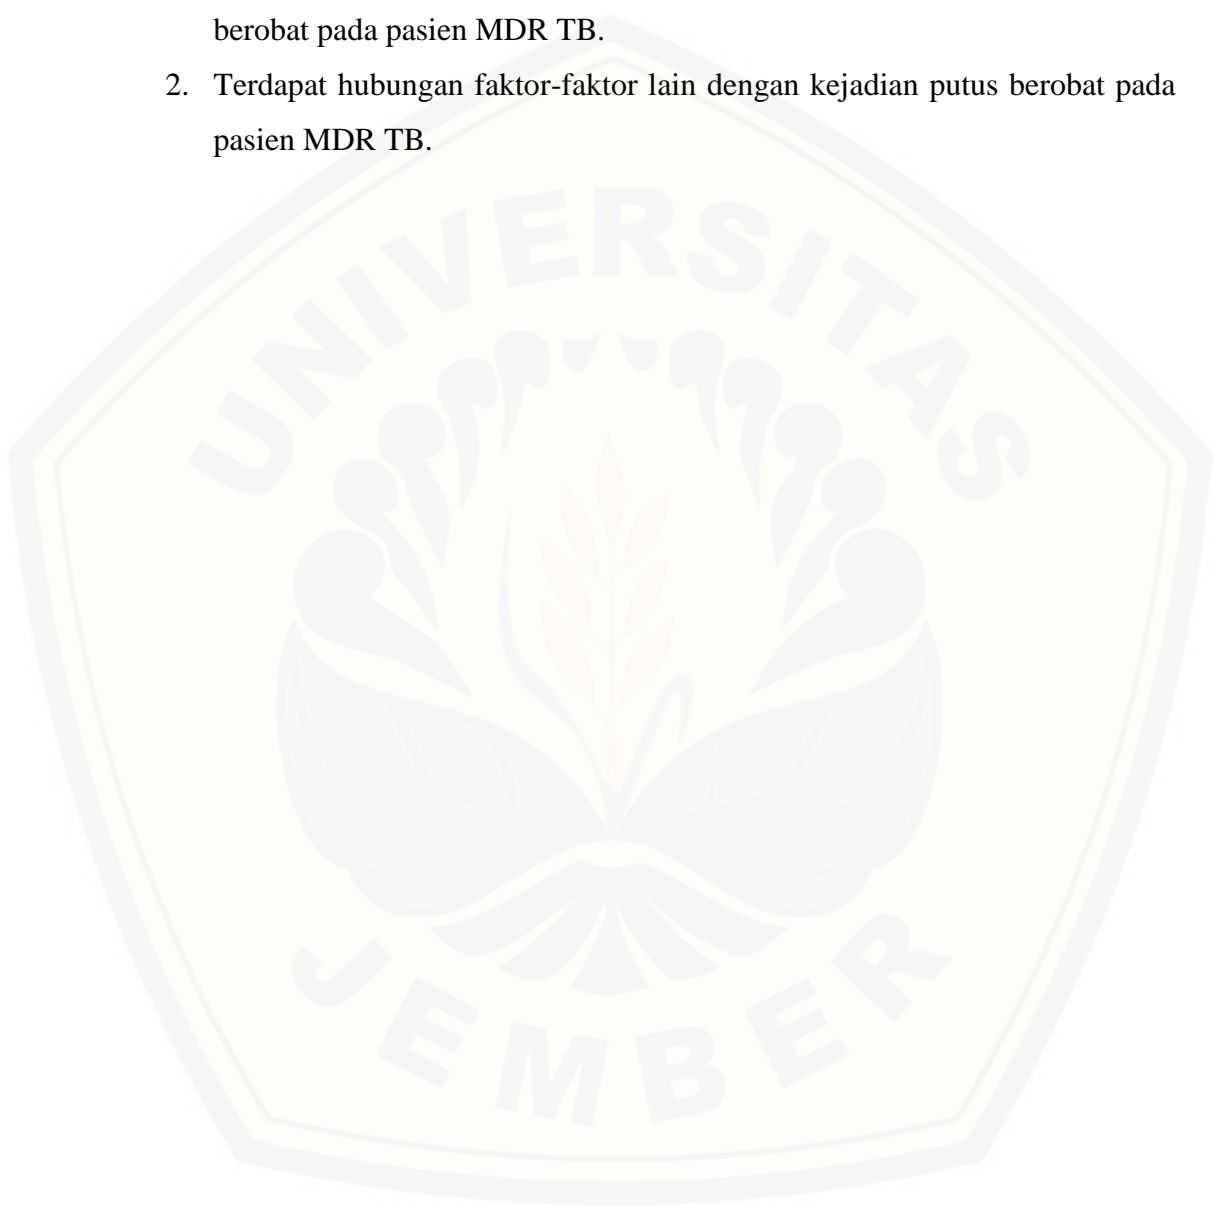 berobat pada pasien MDR TB.
2. Terdapat hubungan faktor-faktor lain dengan kejadian putus berobat pada
pasien MDR TB.
UNIVERSITAS
JEMBER